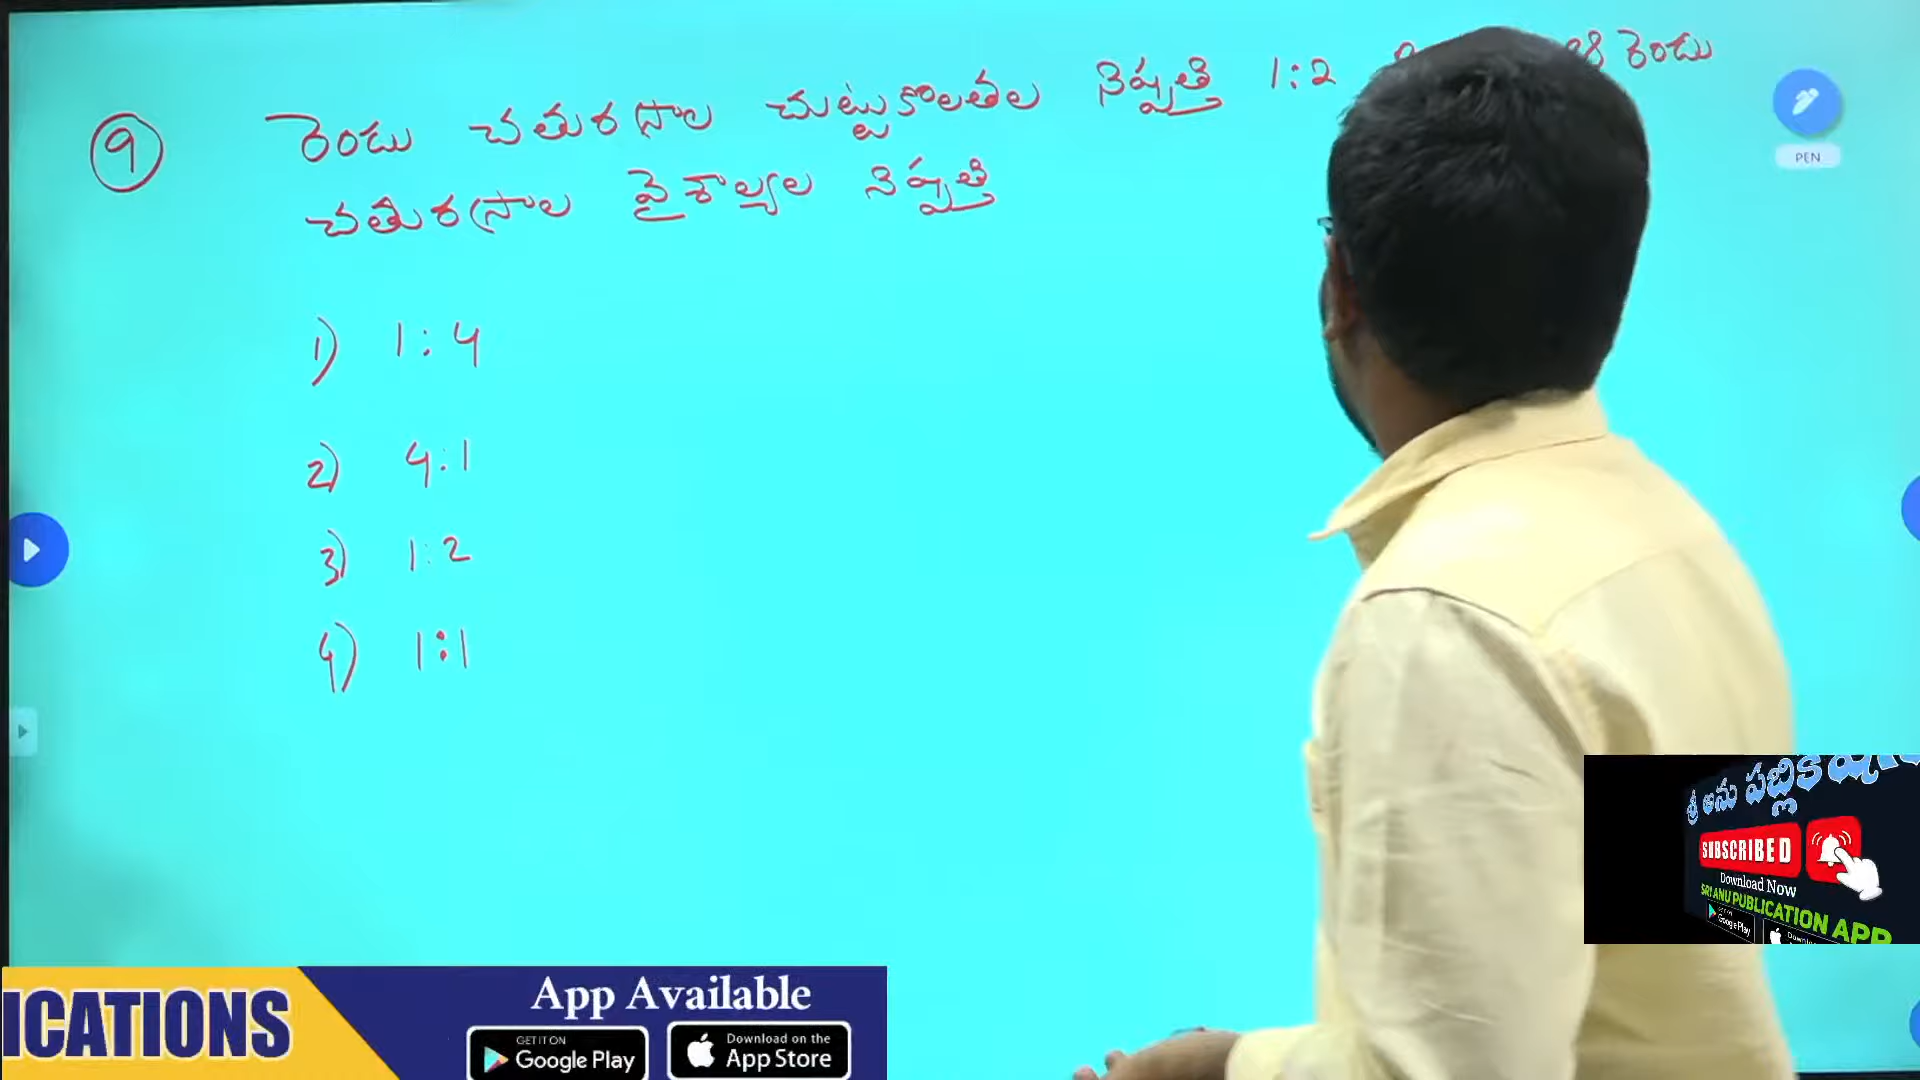 9 రెండు చతురస్రాల చుట్టుకొలతల నిష్పత్తి 1:2 రెండు
చతురస్రాల వైశాల్యాల నిష్పత్తి
PEN
1) 1:4
2) 4:1
3) 1:2
4) 1:1
శ్రీ అను పబ్లికేషన్స్
SUBSCRIBED
Download Now
SRI ANU PUBLICATION APP
Google Play
ICATIONS
App Available
GET IT ON
Google Play
Download on the
App Store